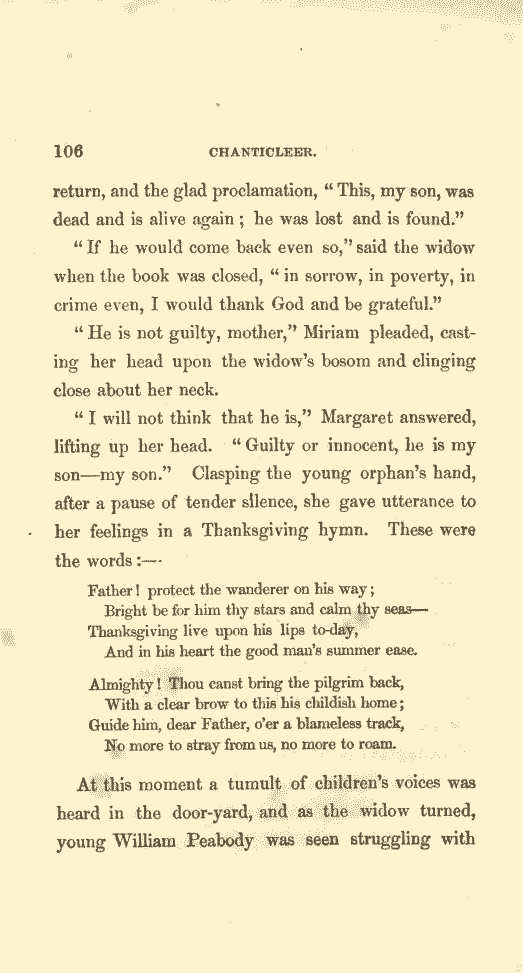 106 CHANTICLEER.
return, and the glad proclamation, “ This, my son, was
dead and is alive again ; he was lost and is found.”
“ If he would come back even so,” said the widow
when the book was closed, “ in sorrow, in poverty, in
crime even, I would thank God and be grateful.”
“ He is not guilty, mother,” Miriam pleaded, cast-
ing her head upon the widow’s bosom and clinging
close about her neck.
“ I will not think that he is,” Margaret answered,
lifting up her head. “ Guilty or innocent, he is my
son—my son.” Clasping the young orphan’s hand,
after a pause of tender silence, she gave utterance to
her feelings in a Thanksgiving hymn. These were
the words :—
Father ! protect the wanderer on his way ;
Bright be for him thy stars and calm thy seas—
Thanksgiving live upon his lips to-day,
And in his heart the good man’s summer ease.
Almighty ! Thou canst bring the pilgrim back,
With a clear brow to this his childish home ;
Guide him, dear Father, o’er a blameless track,
No more to stray from us, no more to roam.
At this moment a tumult of children’s voices was
heard in the door-yard, and as the widow turned,
young William Peabody was seen struggling with